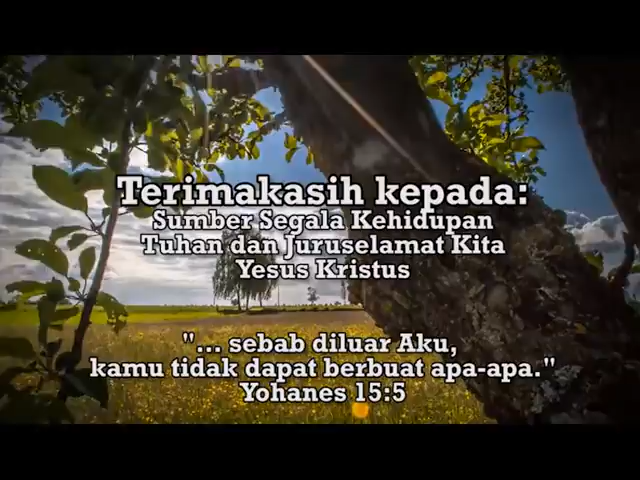 Terimakasih kepada:
Sumber Segala Kehidupan
Tuhan dan Juruselamat Kita
Yesus Kristus
"... sebab diluar Aku,
kamu tidak dapat berbuat apa-apa."
Yohanes 15:5